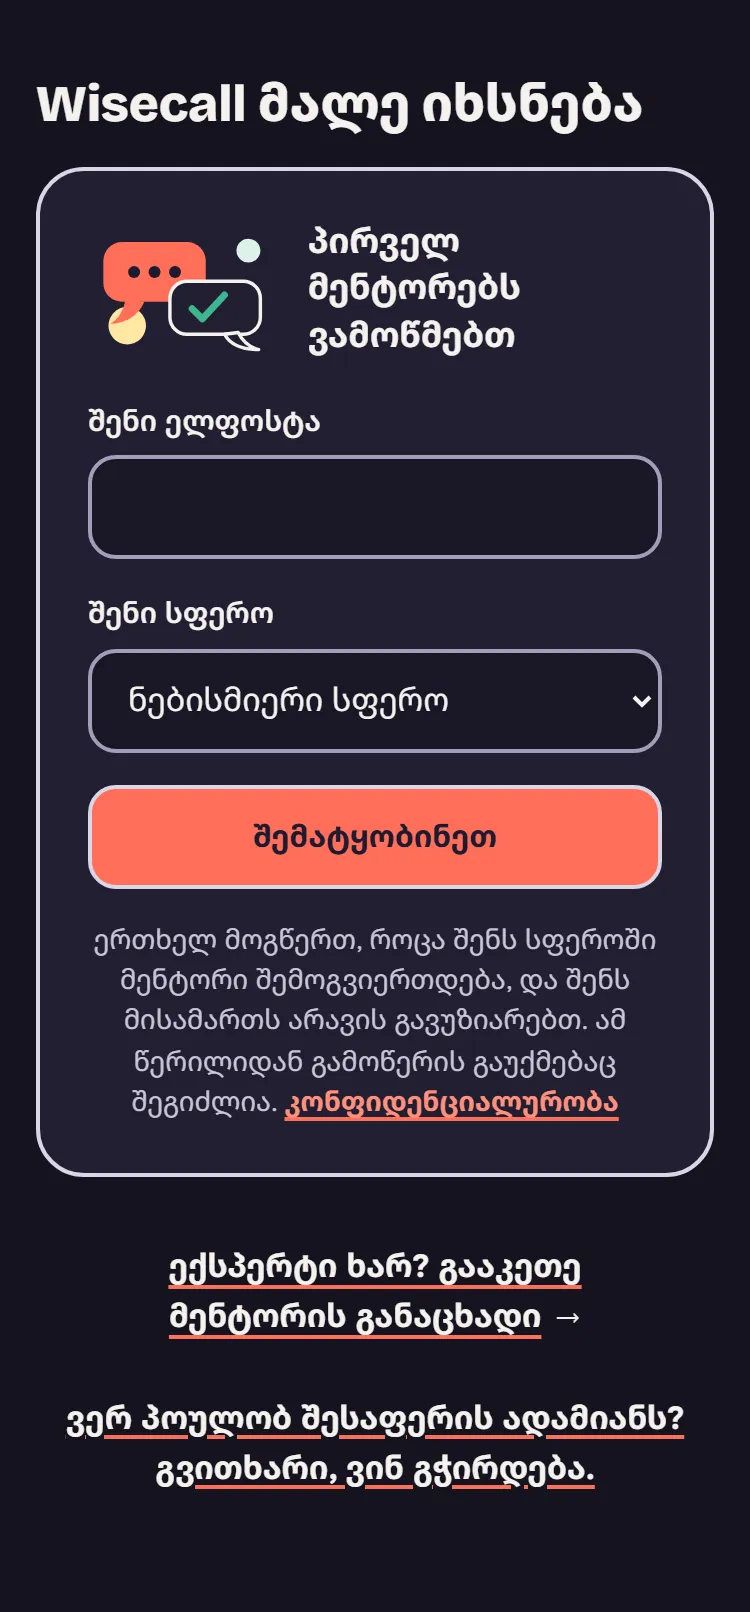 Wisecall მალე იხსნება
პირველ
მენტორებს
ვამოწმებთ
შენი ელფოსტა
შენი სფერო
ნებისმიერი სფერო
შემატყობინეთ
ერთხელ მოგწერთ, როცა შენს სფეროში
მენტორი შემოგვიერთდება, და შენს
მისამართს არავის გავუზიარებთ. ამ
წერილიდან გამოწერის გაუქმებაც
შეგიძლია. კონფიდენციალურობა
ექსპერტი ხარ? გააკეთე
მენტორის განაცხადი →
ვერ პოულობ შესაფერის ადამიანს?
გვითხარი, ვინ გჭირდება.